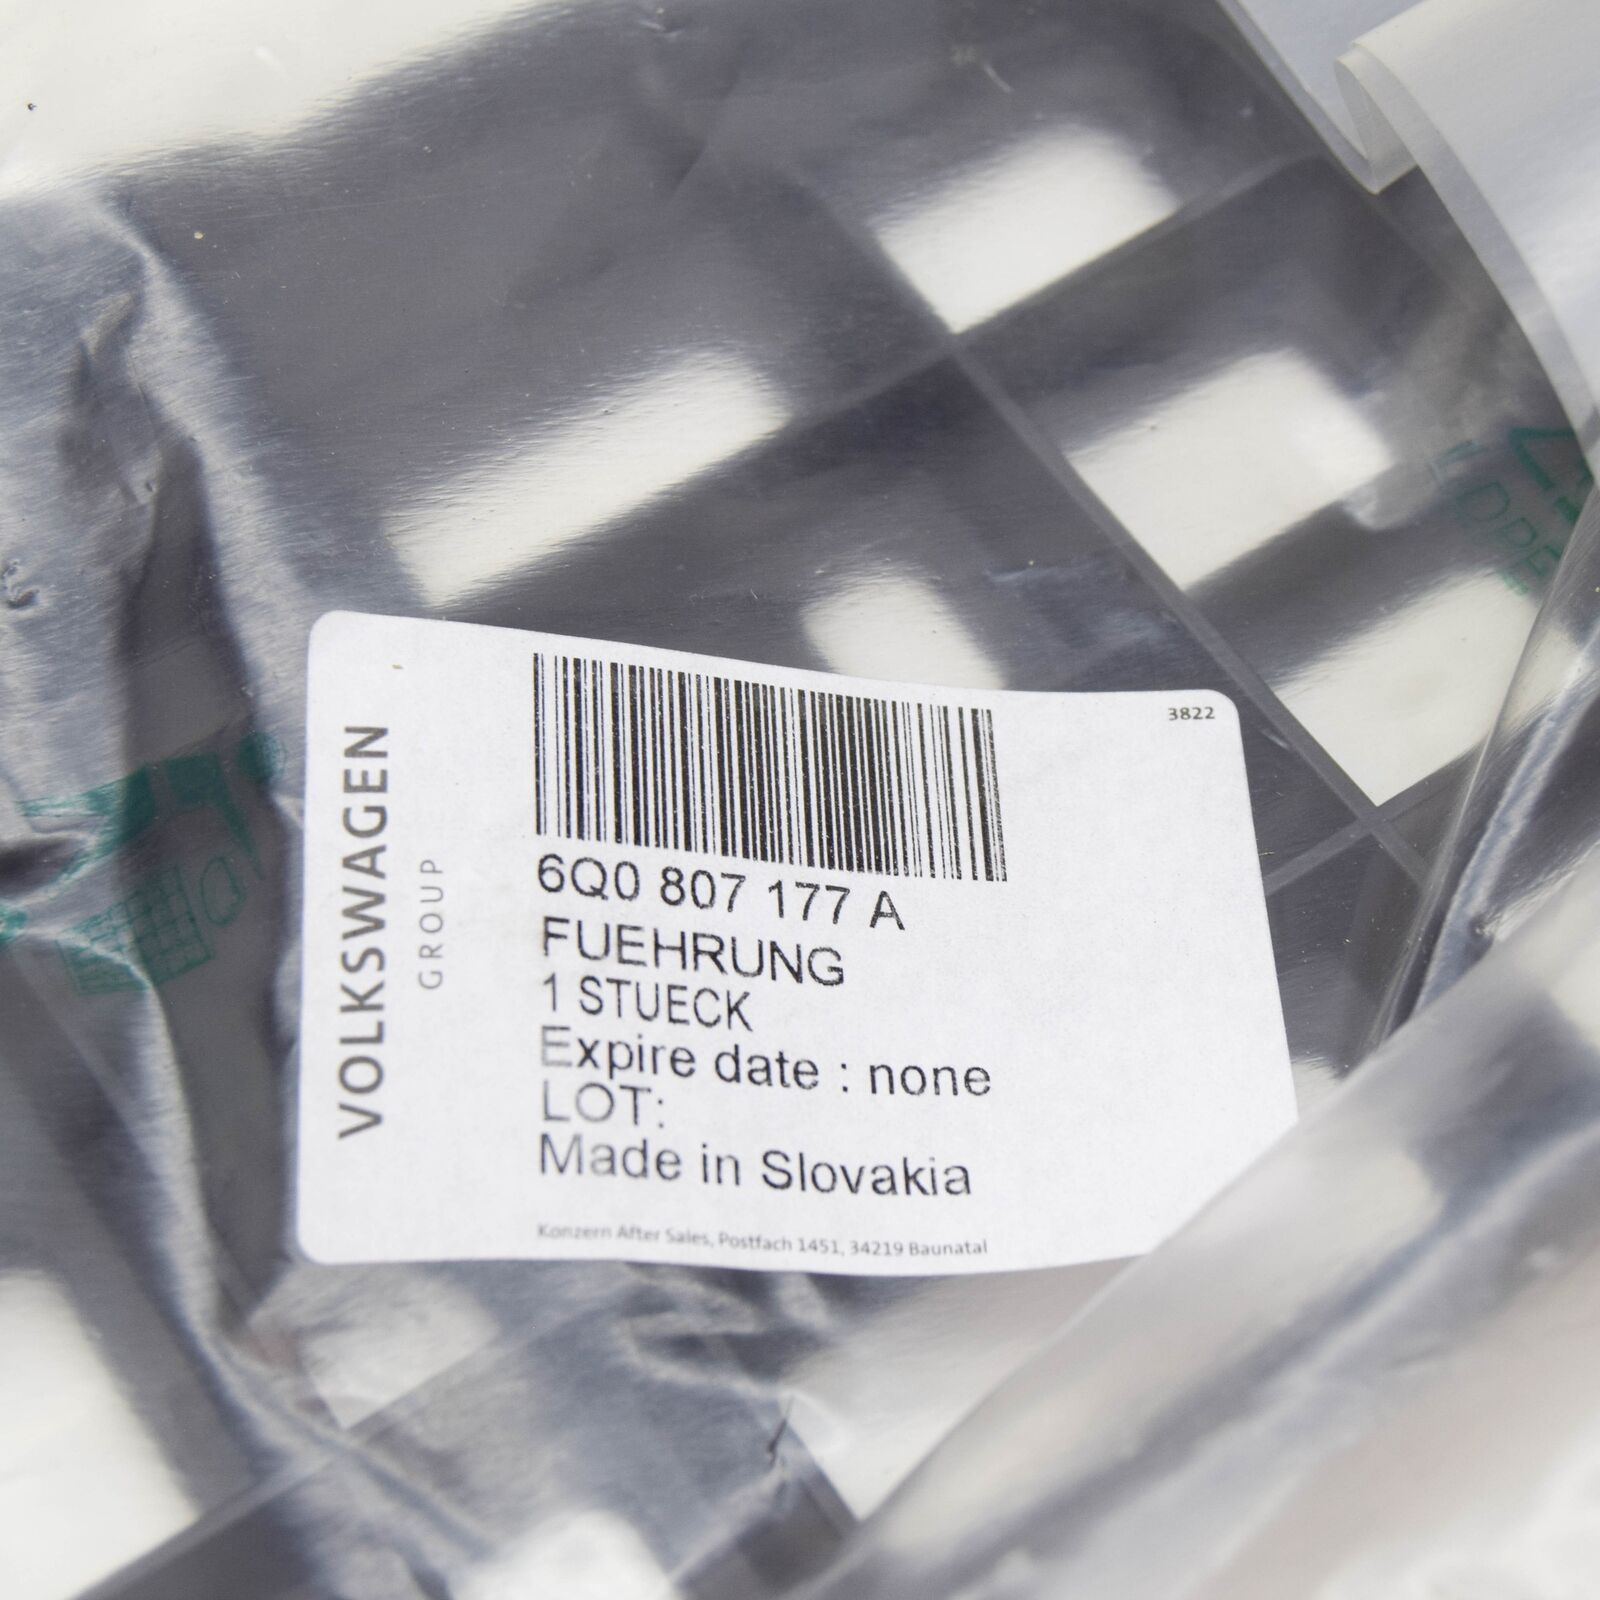 3822
VOLKSWAGEN
GROUP
6Q0 807 177 A
FUEHRUNG
1 STUECK
Expire date : none
LOT:
Made in Slovakia
Konzern After Sales, Postfach 1451, 34219 Baunatal